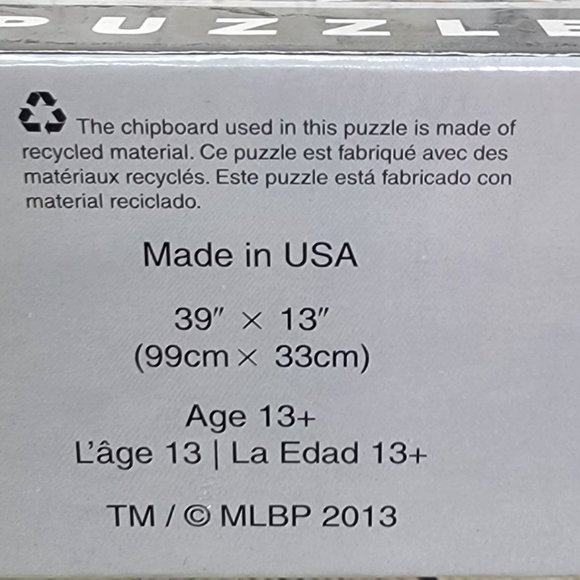 PUZZLE
The chipboard used in this puzzle is made of
recycled material. Ce puzzle est fabriqué avec des
matériaux recyclés. Este puzzle está fabricado con
material reciclado.
Made in USA
39" × 13"
(99cm × 33cm)
Age 13+
L'âge 13 | La Edad 13+
TM / © MLBP 2013